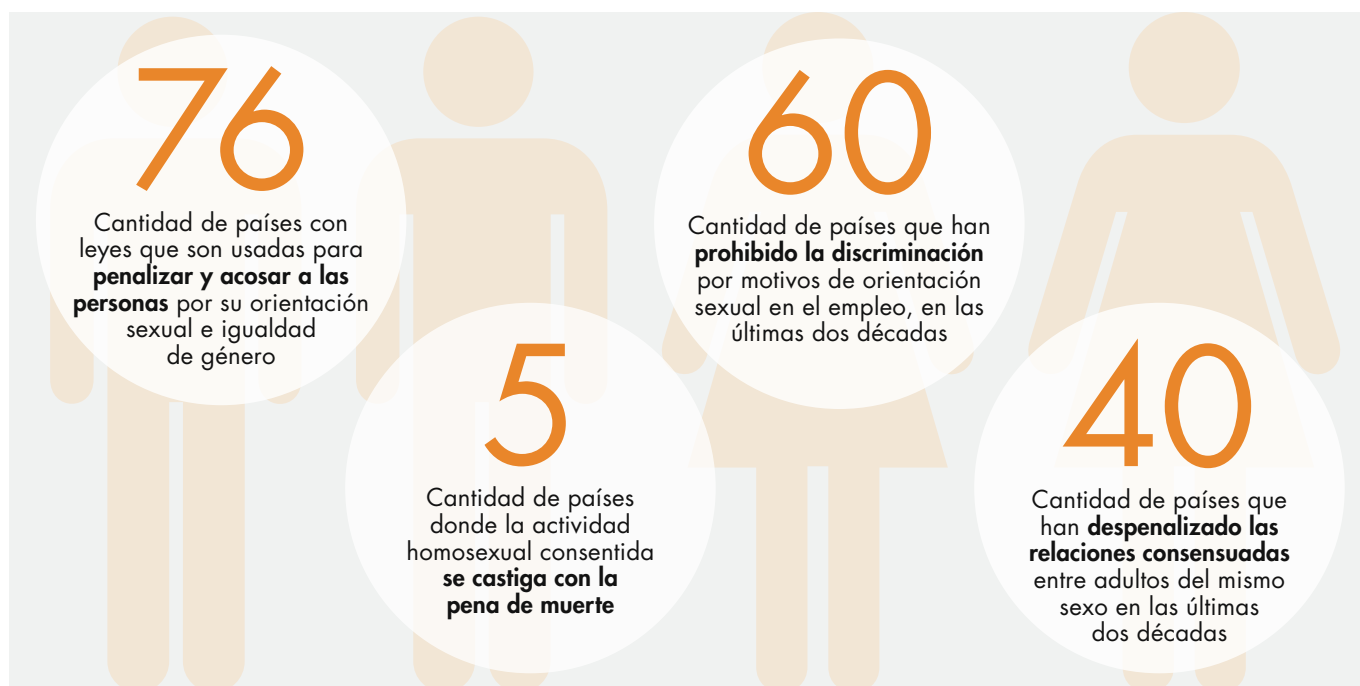 76
Cantidad de países con
leyes que son usadas para
penalizar y acosar a las
personas por su orientación
sexual e igualdad
de género
5
Cantidad de países
donde la actividad
homosexual consentida
se castiga con la
pena de muerte
60
Cantidad de países que han
prohibido la discriminación
por motivos de orientación
sexual en el empleo, en las
últimas dos décadas
40
Cantidad de países que
han despenalizado las
relaciones consensuadas
entre adultos del mismo
sexo en las últimas
dos décadas